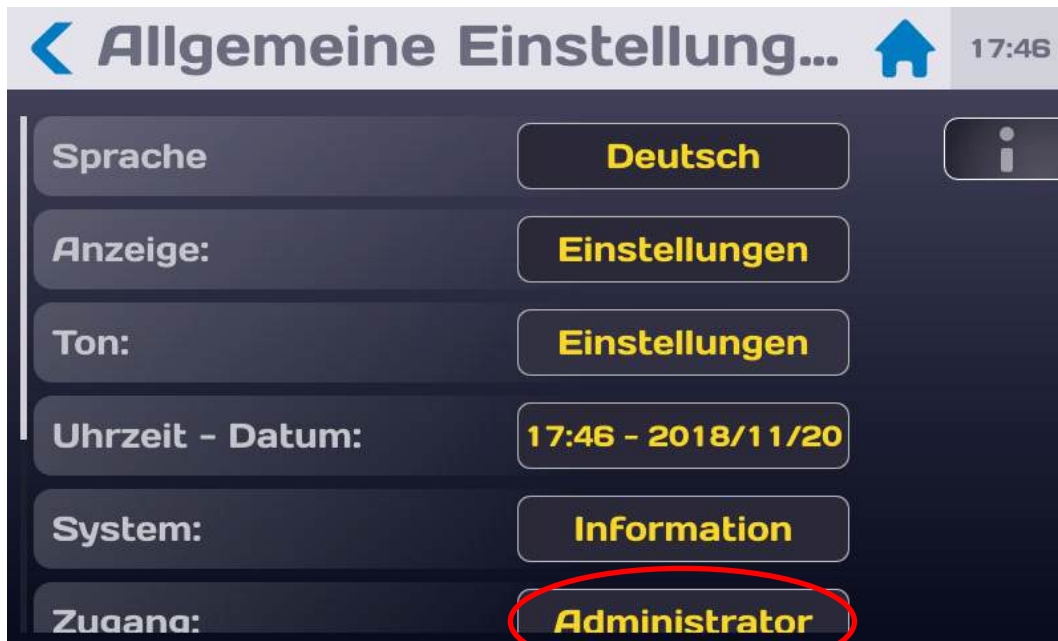 Allgemeine Einstellung... 17:46
Sprache Deutsch
Anzeige: Einstellungen
Ton: Einstellungen
Uhrzeit - Datum: 17:46 - 2018/11/20
System: Information
Zugang: Administrator